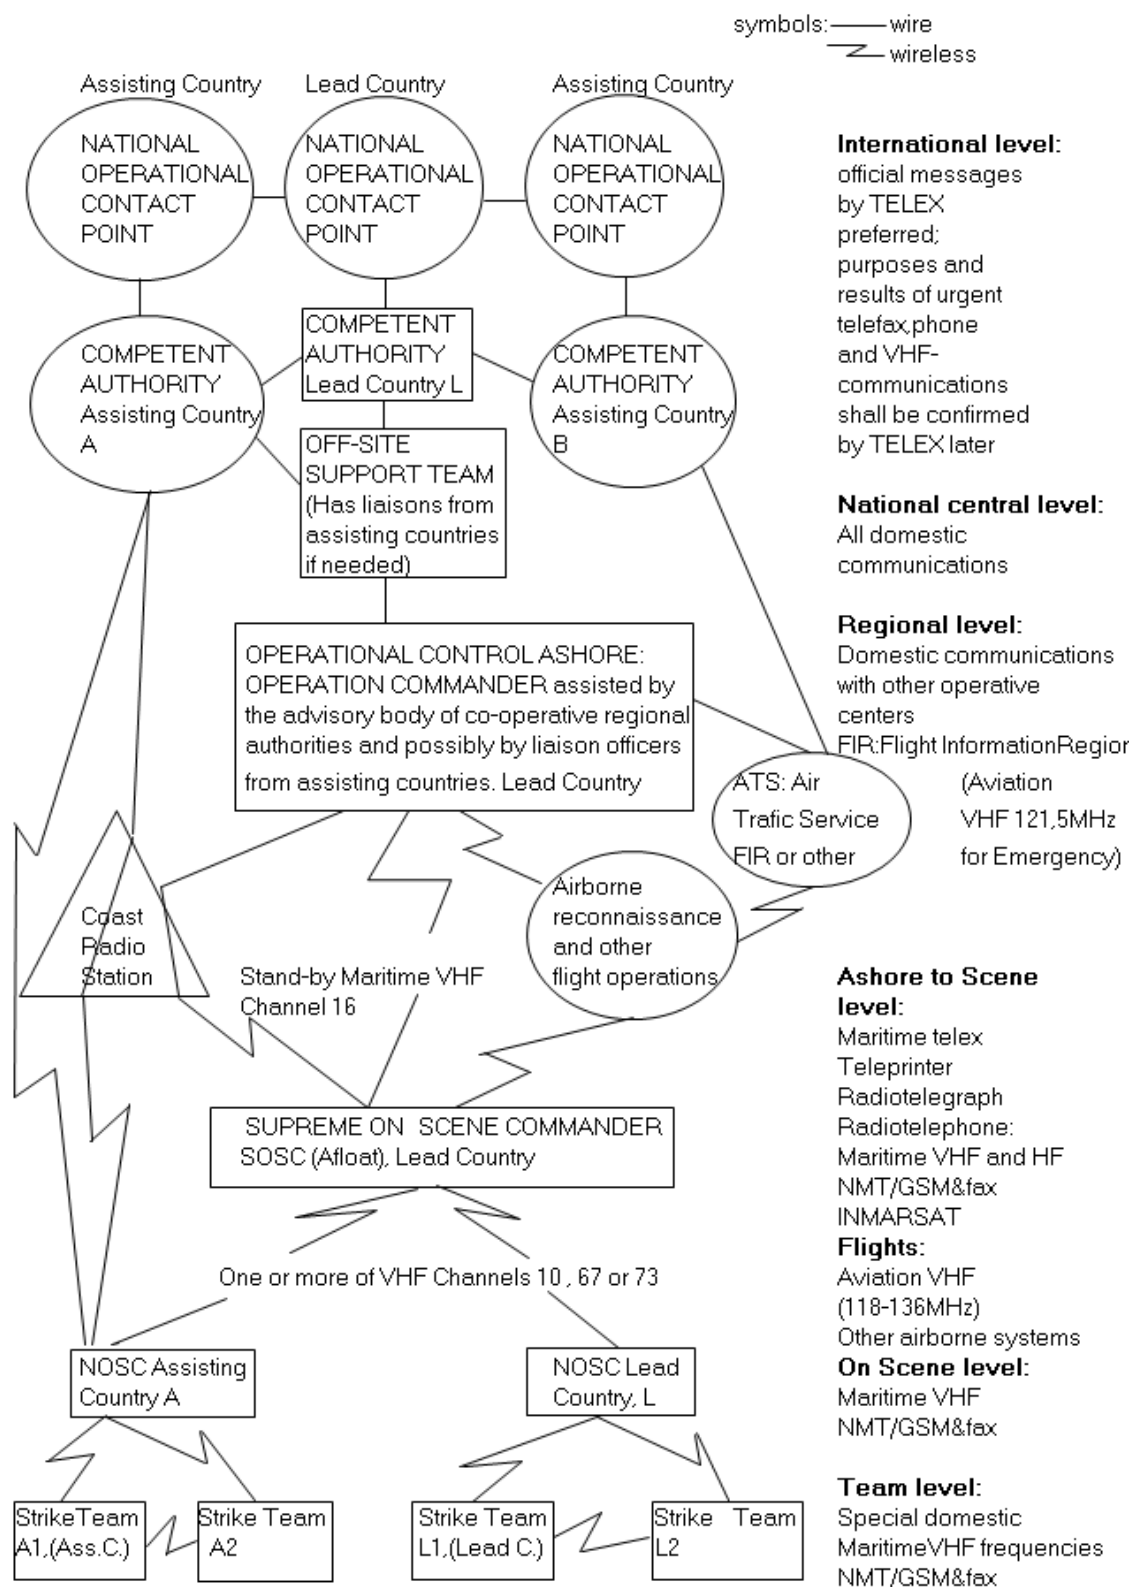 symbols: wire
wireless
Assisting Country
Lead Country
Assisting Country
NATIONAL
OPERATIONAL
CONTACT
POINT
NATIONAL
OPERATIONAL
CONTACT
POINT
NATIONAL
OPERATIONAL
CONTACT
POINT
COMPETENT
AUTHORITY
Assisting Country
A
COMPETENT
AUTHORITY
Lead Country L
COMPETENT
AUTHORITY
Assisting Country
B
OFF-SITE
SUPPORT TEAM
(Has liaisons from
assisting countries
if needed)
OPERATIONAL CONTROL ASHORE:
OPERATION COMMANDER assisted by
the advisory body of co-operative regional
authorities and possibly by liaison officers
from assisting countries. Lead Country
ATS: Air
Trafic Service
FIR or other
(Aviation
VHF 121,5MHz
for Emergency)
Airborne
reconnaissance
and other
flight operations
Coast
Radio
Station
Stand-by Maritime VHF
Channel 16
SUPREME ON SCENE COMMANDER
SOSC (Afloat), Lead Country
One or more of VHF Channels 10 , 67 or 73
NOSC Assisting
Country A
NOSC Lead
Country, L
Strike Team
A1,(Ass.C.)
Strike Team
A2
Strike Team
L1,(Lead C.)
Strike Team
L2
International level:
official messages
by TELEX
preferred;
purposes and
results of urgent
telefax,phone
and VHF-
communications
shall be confirmed
by TELEX later
National central level:
All domestic
communications
Regional level:
Domestic communications
with other operative
centers
FIR:Flight InformationRegion
Ashore to Scene
level:
Maritime telex
Teleprinter
Radiotelegraph
Radiotelephone:
Maritime VHF and HF
NMT/GSM&fax
INMARSAT
Flights:
Aviation VHF
(118-136MHz)
Other airborne systems
On Scene level:
Maritime VHF
NMT/GSM&fax
Team level:
Special domestic
MaritimeVHF frequencies
NMT/GSM&fax